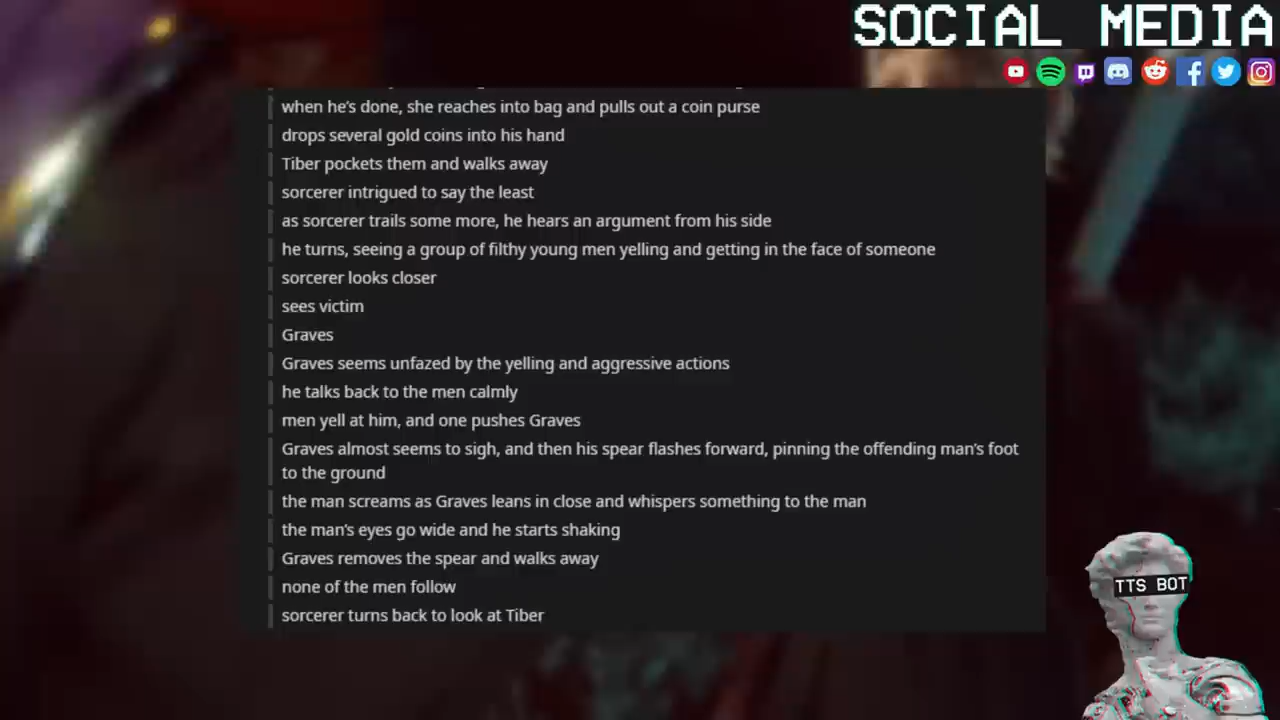 SOCIAL MEDIA
when he's done, she reaches into bag and pulls out a coin purse
drops several gold coins into his hand
Tiber pockets them and walks away
sorcerer intrigued to say the least
as sorcerer trails some more, he hears an argument from his side
he turns, seeing a group of filthy young men yelling and getting in the face of someone
sorcerer looks closer
sees victim
Graves
Graves seems unfazed by the yelling and aggressive actions
he talks back to the men calmly
men yell at him, and one pushes Graves
Graves almost seems to sigh, and then his spear flashes forward, pinning the offending man's foot
to the ground
the man screams as Graves leans in close and whispers something to the man
the man's eyes go wide and he starts shaking
Graves removes the spear and walks away
none of the men follow
sorcerer turns back to look at Tiber
TTS BOT